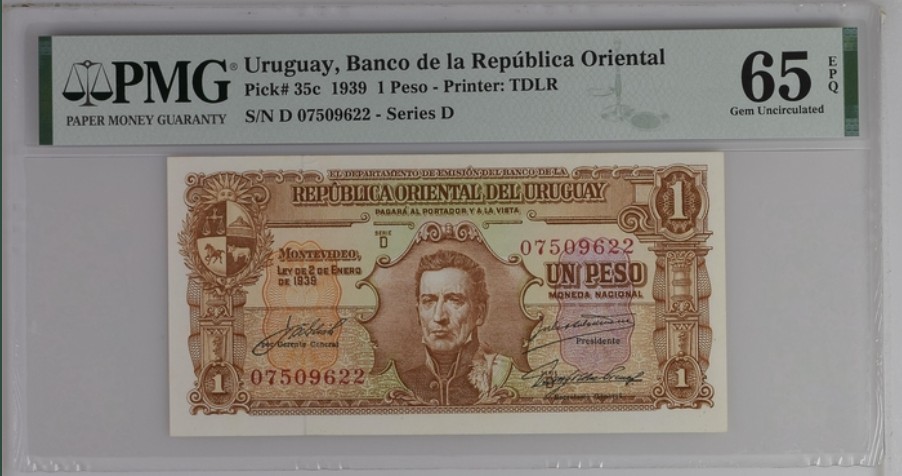 PMG®
PAPER MONEY GUARANTY
Uruguay, Banco de la República Oriental
Pick# 35c 1939 1 Peso - Printer: TDLR
S/N D 07509622 - Series D
65
EPQ
Gem Uncirculated
EL DEPARTAMENTO DE EMISIÓN DEL BANCO DE LA
REPÚBLICA ORIENTAL DEL URUGUAY
PAGARÁ AL PORTADOR Y A LA VISTA
1
SERIE
D
07509622
MONTEVIDEO,
LEY DE 2 DE ENERO
DE 1939
UN PESO
MONEDA NACIONAL
por Gerente General
Presidente
1
07509622
1